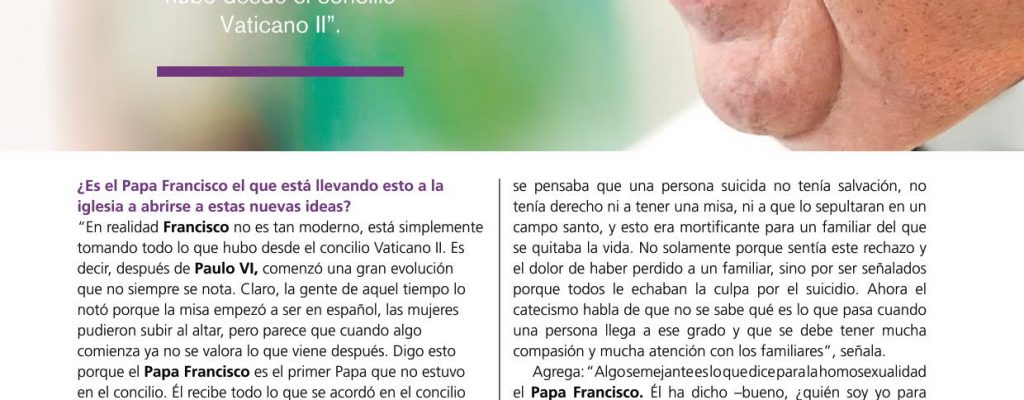 hubo desde el concilio
Vaticano II”.
¿Es el Papa Francisco el que está llevando esto a la
iglesia a abrirse a estas nuevas ideas?
“En realidad Francisco no es tan moderno, está simplemente
tomando todo lo que hubo desde el concilio Vaticano II. Es
decir, después de Paulo VI, comenzó una gran evolución
que no siempre se nota. Claro, la gente de aquel tiempo lo
notó porque la misa empezó a ser en español, las mujeres
pudieron subir al altar, pero parece que cuando algo
comienza ya no se valora lo que viene después. Digo esto
porque el Papa Francisco es el primer Papa que no estuvo
en el concilio. Él recibe todo lo que se acordó en el concilio
se pensaba que una persona suicida no tenía salvación, no
tenía derecho ni a tener una misa, ni a que lo sepultaran en un
campo santo, y esto era mortificante para un familiar del que
se quitaba la vida. No solamente porque sentía este rechazo y
el dolor de haber perdido a un familiar, sino por ser señalados
porque todos le echaban la culpa por el suicidio. Ahora el
catecismo habla de que no se sabe qué es lo que pasa cuando
una persona llega a ese grado y que se debe tener mucha
compasión y mucha atención con los familiares”, señala.
Agrega: “Algo semejante es lo que dice para la homosexualidad
el Papa Francisco. Él ha dicho –bueno, ¿quién soy yo para